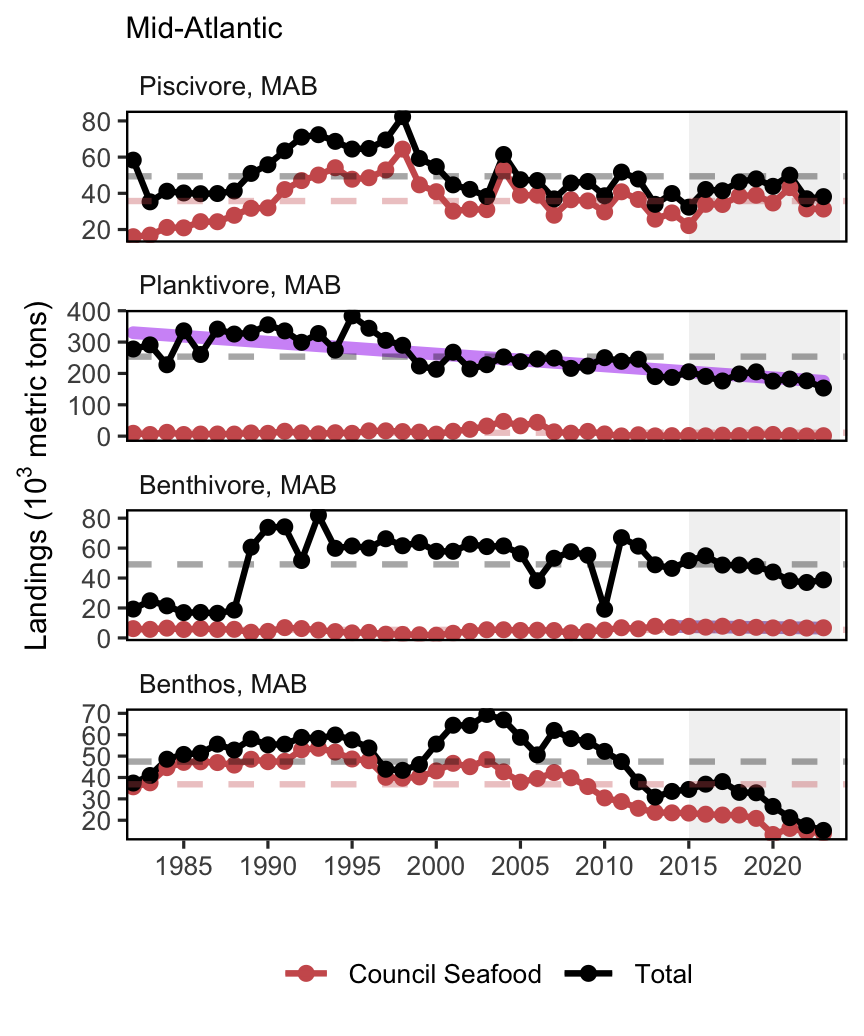 Mid-Atlantic
Piscivore, MAB
80
60
40
20
Planktivore, MAB
400
300
200
100
0
Landings (10³ metric tons)
Benthivore, MAB
80
60
40
20
0
Benthos, MAB
70
60
50
40
30
20
1985 1990 1995 2000 2005 2010 2015 2020
Council Seafood Total